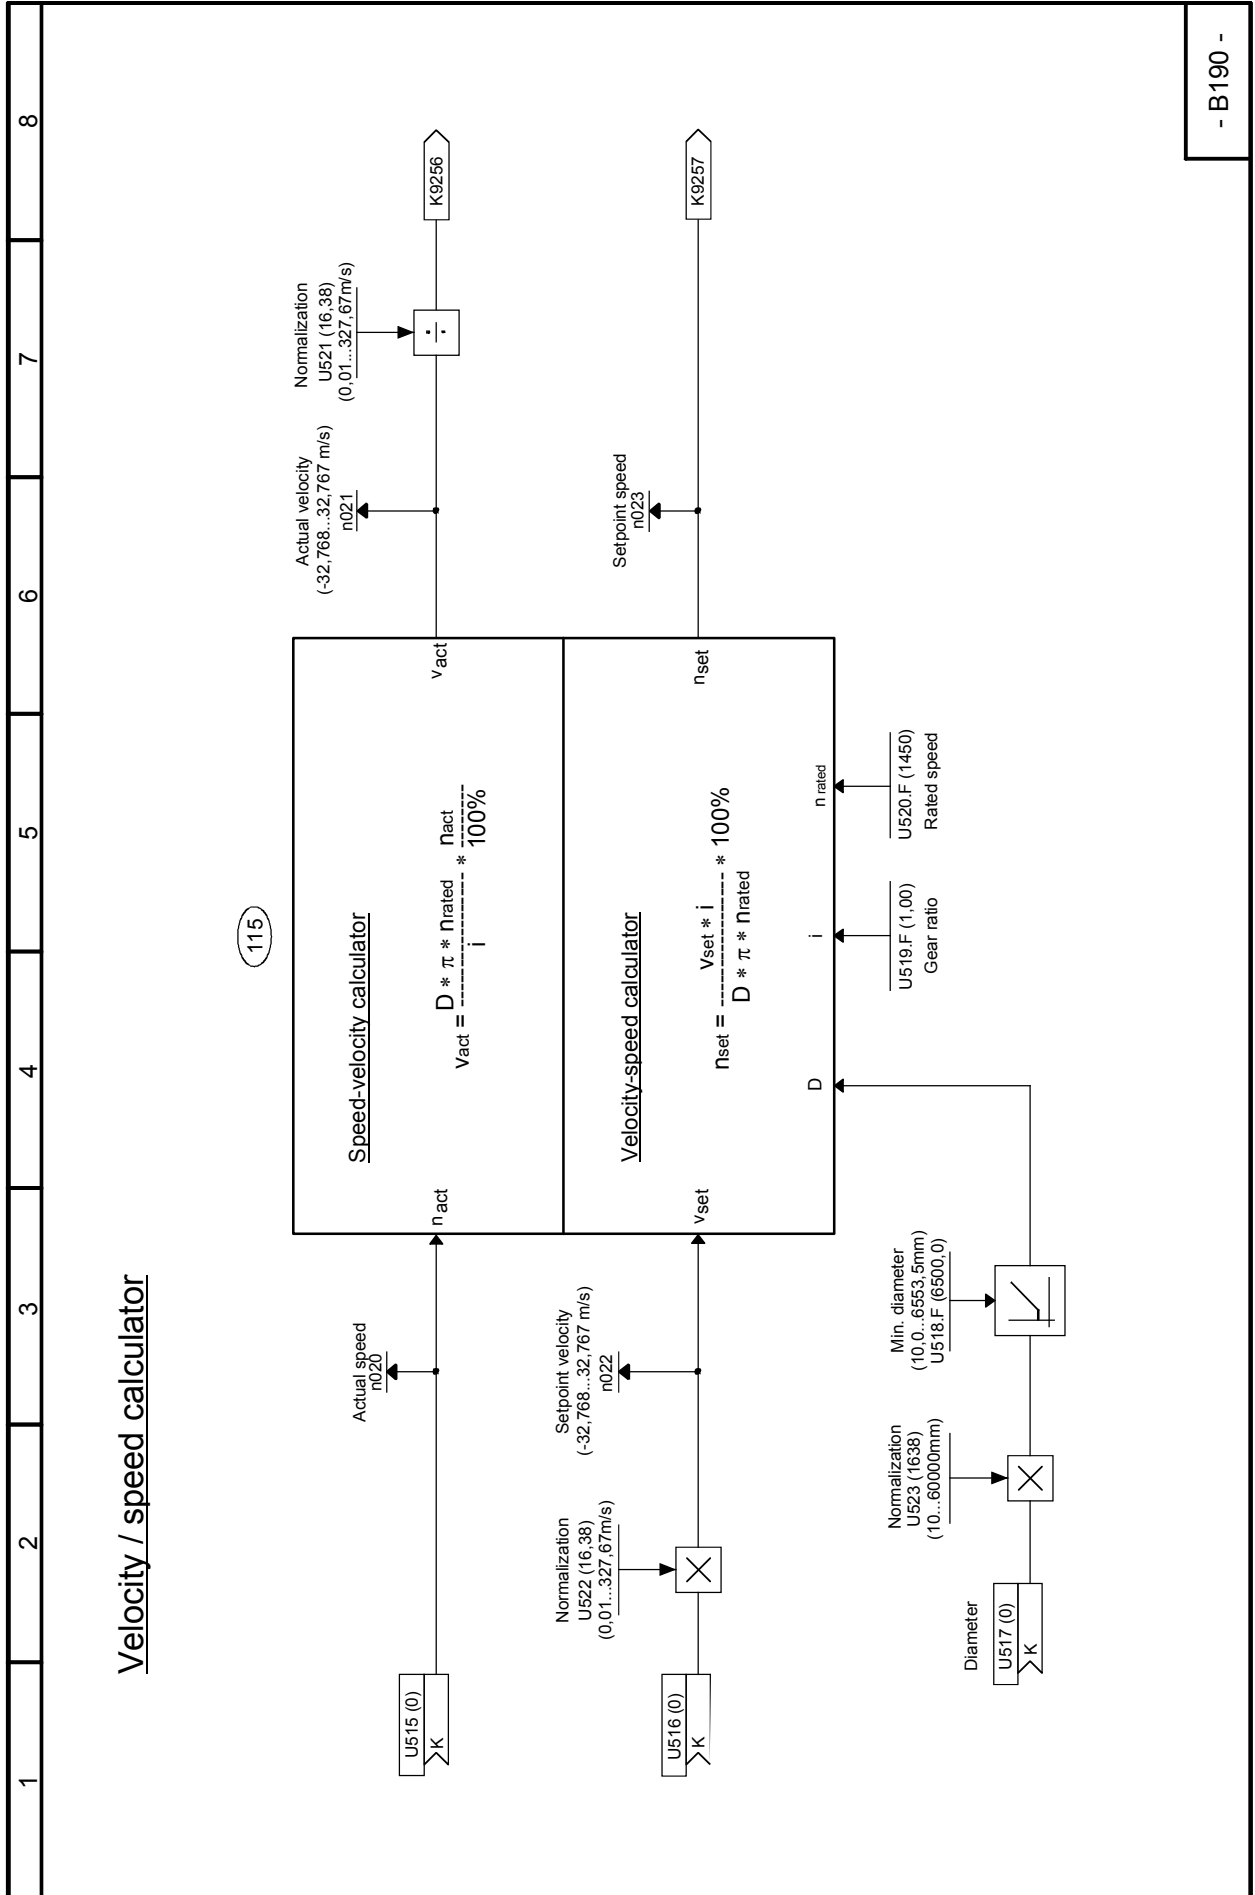 Velocity / speed calculator
115
U515 (0)
K
Actual speed
n020
n act
Speed-velocity calculator
vact = D * π * nrated / i * nact / 100%
vact
Actual velocity
(-32,768...32,767 m/s)
n021
Normalization
U521 (16,38)
(0,01...327,67m/s)
K9256
U516 (0)
K
Normalization
U522 (16,38)
(0,01...327,67m/s)
Setpoint velocity
(-32,768...32,767 m/s)
n022
vset
Velocity-speed calculator
nset = vset * i / D * π * nrated * 100%
nset
Setpoint speed
n023
K9257
D
i
n rated
Diameter
U517 (0)
K
Normalization
U523 (1638)
(10...60000mm)
Min. diameter
(10,0...6553,5mm)
U518.F (6500,0)
U519.F (1,00)
Gear ratio
U520.F (1450)
Rated speed
1 2 3 4 5 6 7 8
- B190 -